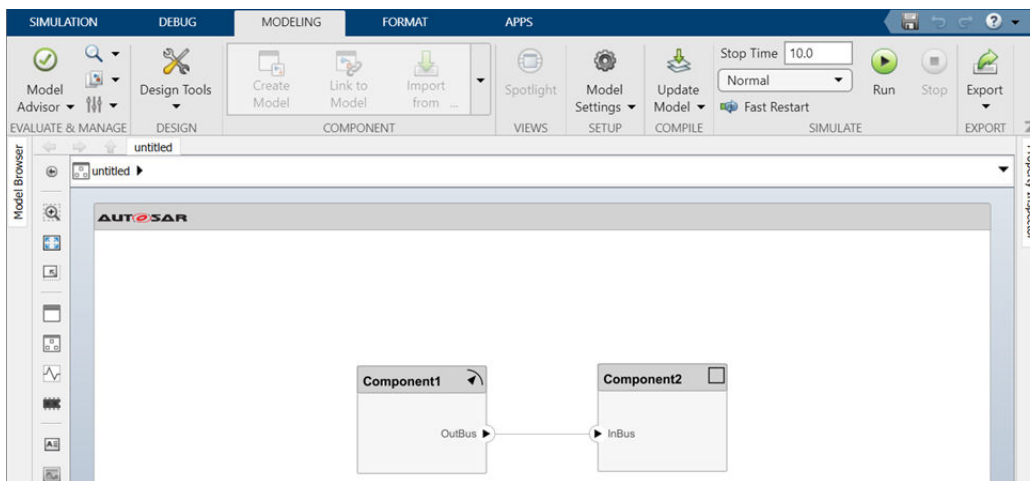 SIMULATION DEBUG MODELING FORMAT APPS
Model Advisor
Design Tools
Create Model
Link to Model
Import from ...
Spotlight
Model Settings
Update Model
Stop Time 10.0
Normal
Fast Restart
Run
Stop
Export
EVALUATE & MANAGE DESIGN COMPONENT VIEWS SETUP COMPILE SIMULATE EXPORT
Model Browser
untitled
untitled
AUTOSAR
Component1
OutBus
Component2
InBus